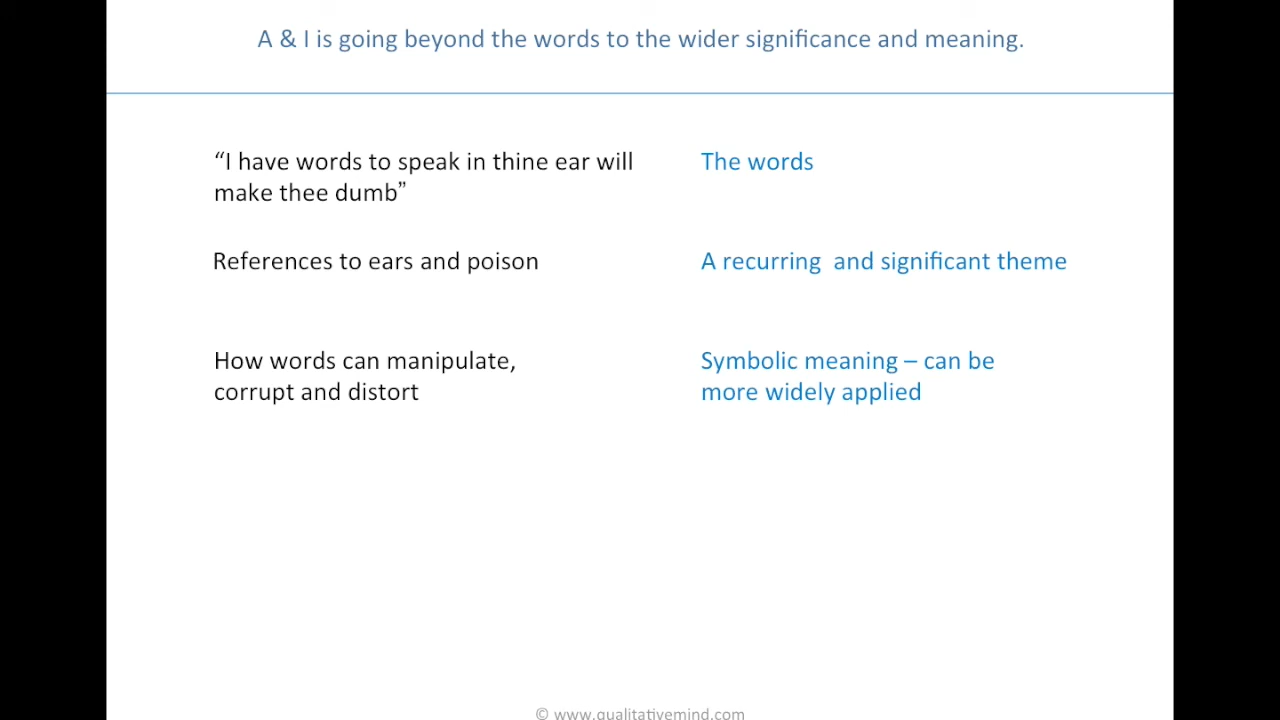 A & I is going beyond the words to the wider significance and meaning.
“I have words to speak in thine ear will
make thee dumb”
The words
References to ears and poison
A recurring  and significant theme
How words can manipulate,
corrupt and distort
Symbolic meaning – can be
more widely applied
© www.qualitativemind.com